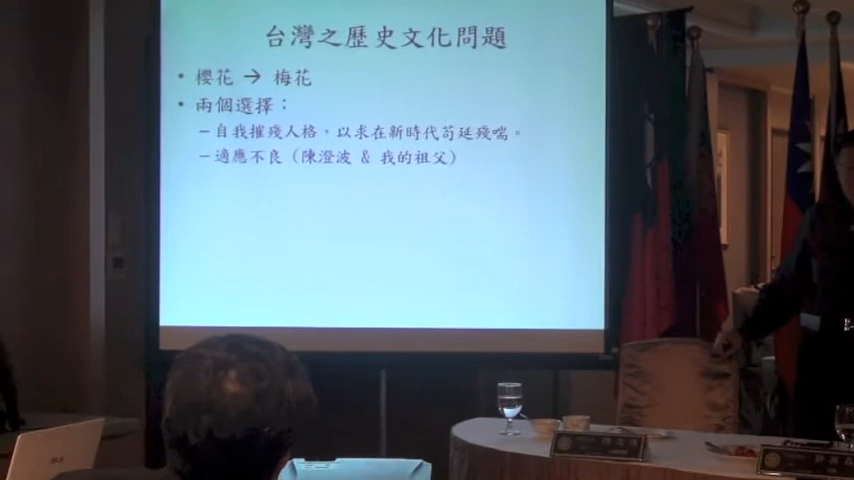 台灣之歷史文化問題
• 櫻花 → 梅花
• 兩個選擇：
– 自我摧殘人格，以求在新時代苟延殘喘。
– 適應不良（陳澄波 & 我的祖父）